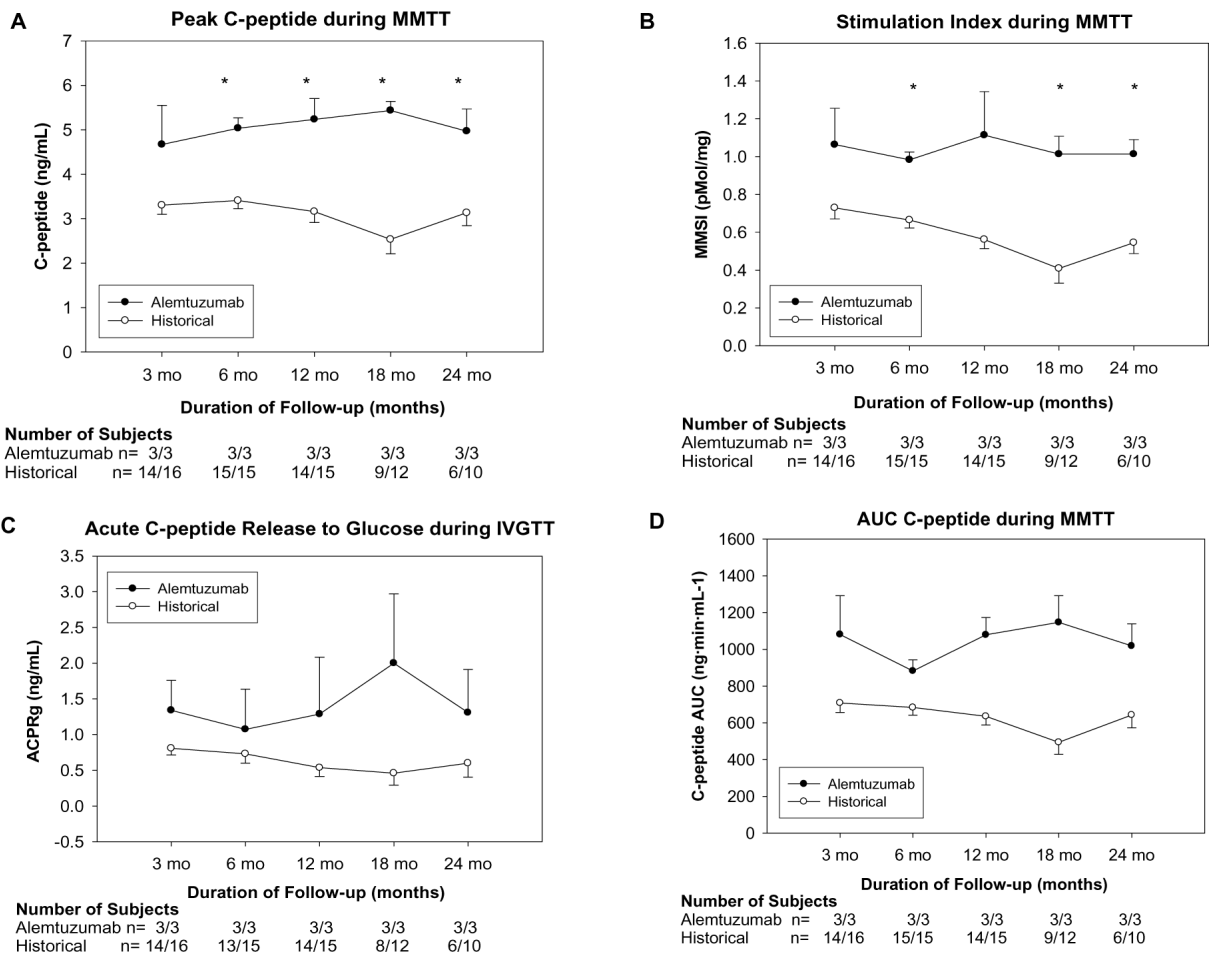 A
Peak C-peptide during MMTT
7
6
5
4
3
2
1
0
C-peptide (ng/mL)
* * * *
Alemtuzumab
Historical
3 mo 6 mo 12 mo 18 mo 24 mo
Duration of Follow-up (months)
Number of Subjects
Alemtuzumab n= 3/3 3/3 3/3 3/3 3/3
Historical n= 14/16 15/15 14/15 9/12 6/10
B
Stimulation Index during MMTT
1.6
1.4
1.2
1.0
0.8
0.6
0.4
0.2
0.0
MMSI (pMol/mg)
* * *
Alemtuzumab
Historical
3 mo 6 mo 12 mo 18 mo 24 mo
Duration of Follow-up (months)
Number of Subjects
Alemtuzumab n= 3/3 3/3 3/3 3/3 3/3
Historical n= 14/16 15/15 14/15 9/12 6/10
C
Acute C-peptide Release to Glucose during IVGTT
3.5
3.0
2.5
2.0
1.5
1.0
0.5
0.0
-0.5
ACPRg (ng/mL)
Alemtuzumab
Historical
3 mo 6 mo 12 mo 18 mo 24 mo
Duration of Follow-up (months)
Number of Subjects
Alemtuzumab n= 3/3 3/3 3/3 3/3 3/3
Historical n= 14/16 13/15 14/15 8/12 6/10
D
AUC C-peptide during MMTT
1600
1400
1200
1000
800
600
400
200
0
C-peptide AUC (ng·min·mL-1)
Alemtuzumab
Historical
3 mo 6 mo 12 mo 18 mo 24 mo
Duration of Follow-up (months)
Number of Subjects
Alemtuzumab n= 3/3 3/3 3/3 3/3 3/3
Historical n= 14/16 15/15 14/15 9/12 6/10